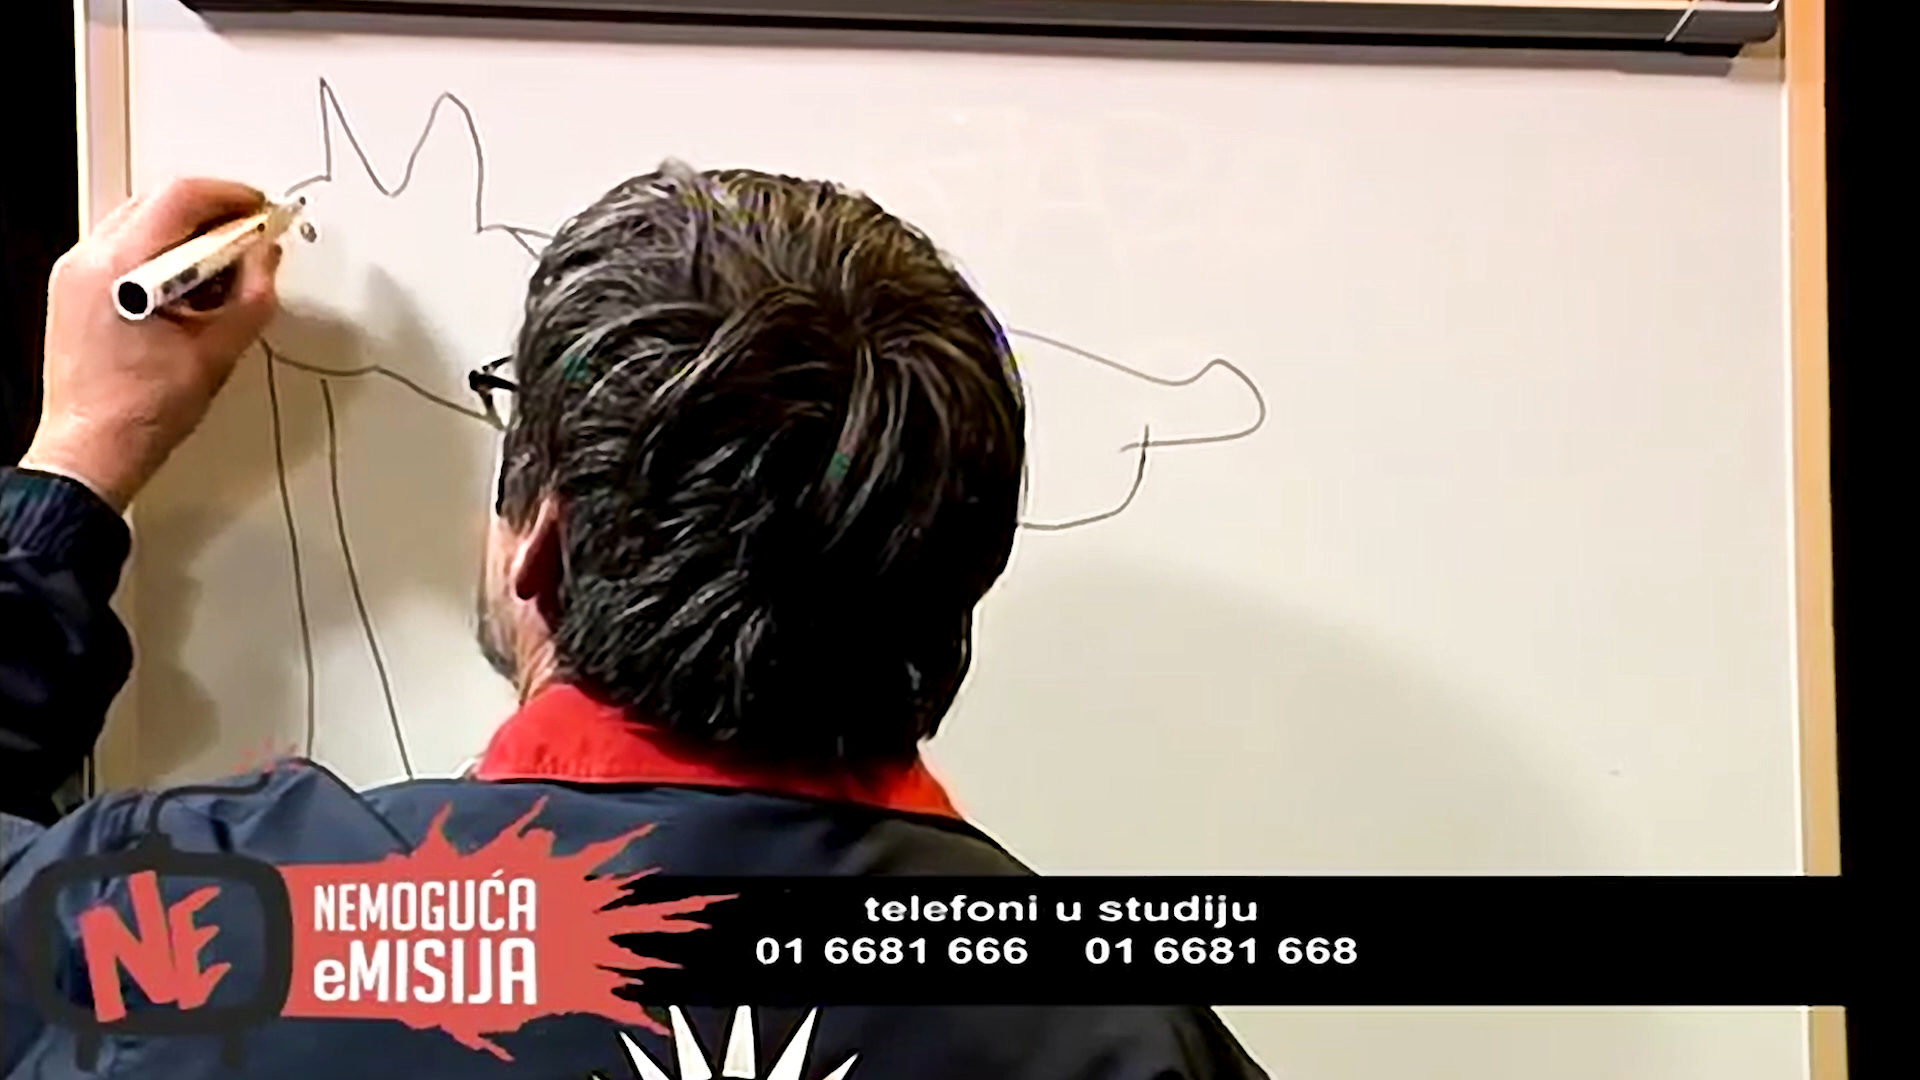 NE
NEMOGUĆA
eMISIJA
telefoni u studiju
01 6681 666 01 6681 668